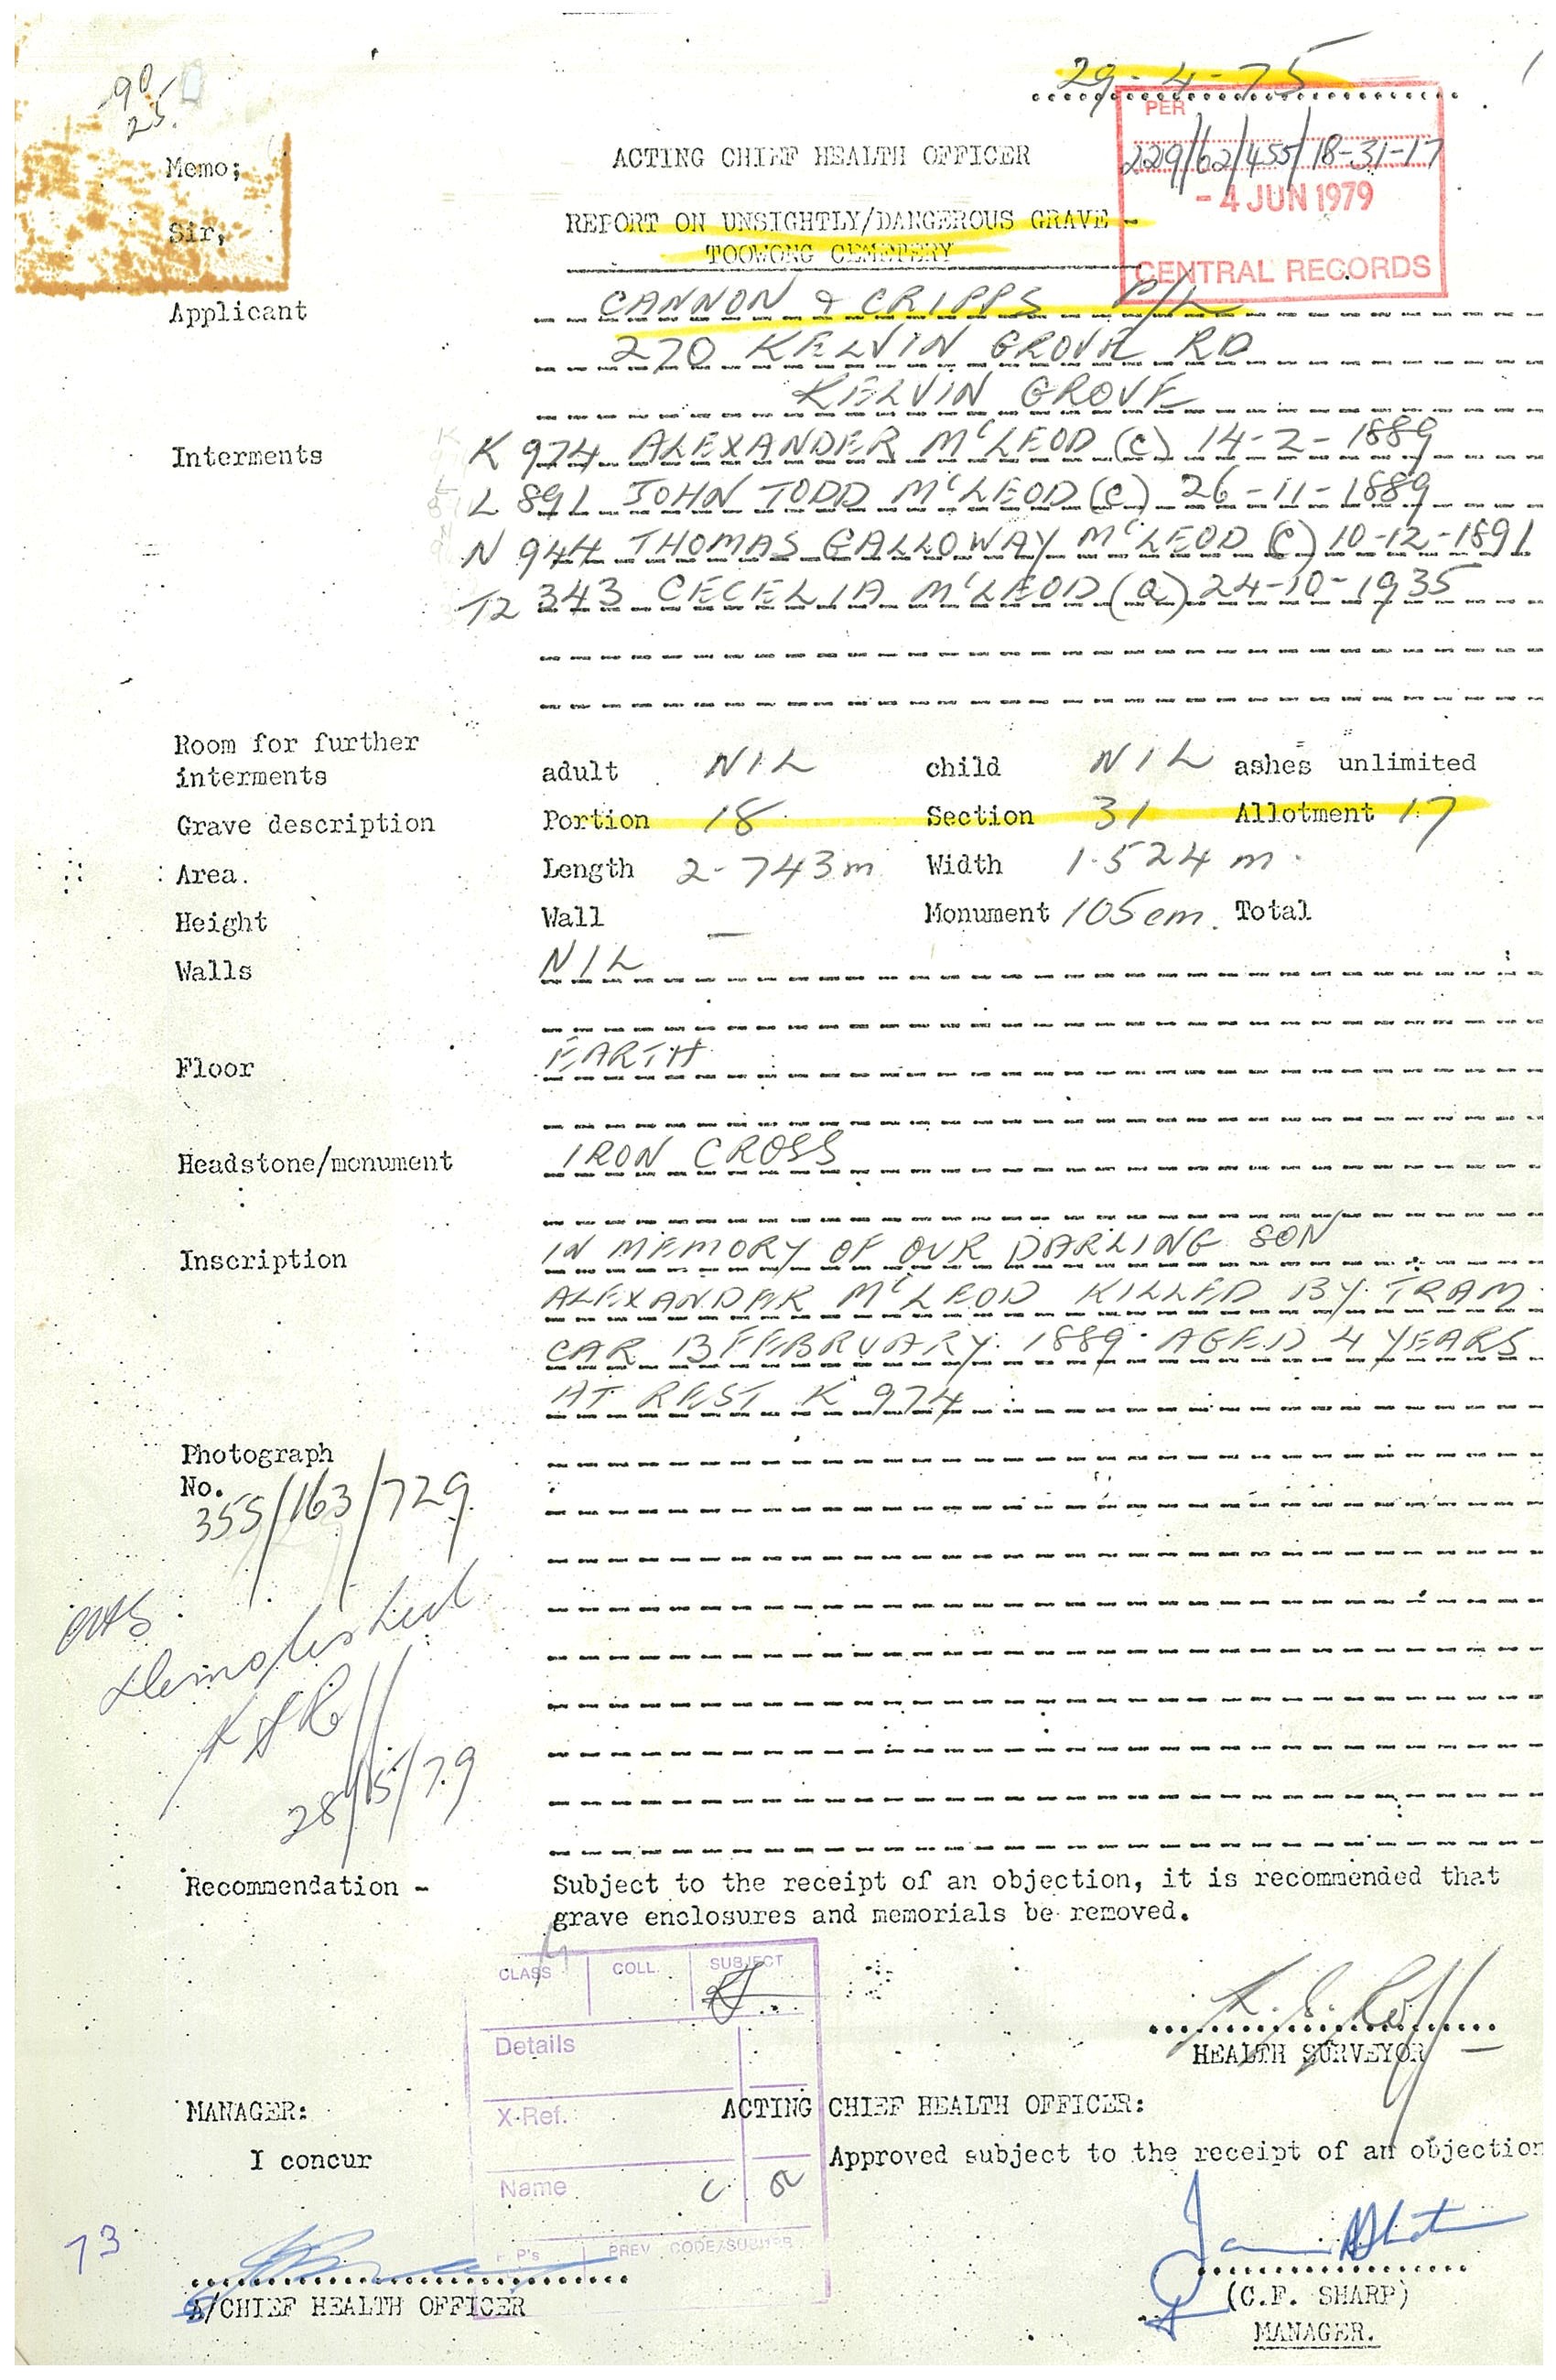 90
25.
29-4-75
PER
229/62/455/18-31-17
- 4 JUN 1979
CENTRAL RECORDS
Memo;
ACTING CHIEF HEALTH OFFICER
Sir,
REPORT ON UNSIGHTLY/DANGEROUS GRAVE -
TOOWONG CEMETERY
Applicant CANNON & CRIPPS P/L
270 KELVIN GROVE RD
KELVIN GROVE
Interments K 974 ALEXANDER McLEOD (C) 14-2-1889
L 891 JOHN TODD McLEOD (C) 26-11-1889
N 944 THOMAS GALLOWAY McLEOD (C) 10-12-1891
T2 343 CECELIA McLEOD (a) 24-10-1935
Room for further
interments adult NIL child NIL ashes unlimited
Grave description Portion 18 Section 31 Allotment 17
Area. Length 2.743m Width 1.524 m.
Height Wall — Monument 105cm. Total
Walls NIL
Floor EARTH
Headstone/monument IRON CROSS
Inscription IN MEMORY OF OUR DARLING SON
ALEXANDER McLEOD KILLED BY TRAM
CAR 13 FEBRUARY. 1889. AGED 4 YEARS
AT REST K 974
Photograph
No.
355/163/729
Demolished
28/5/79
Recommendation - Subject to the receipt of an objection, it is recommended that
grave enclosures and memorials be removed.
CLASS COLL. SUBJECT
Details
HEALTH SURVEYOR
X-Ref.
MANAGER: ACTING CHIEF HEALTH OFFICER:
I concur Approved subject to the receipt of an objection
Name
73
P's PREV CODE/SUBJ
A/CHIEF HEALTH OFFICER
(C.F. SHARP)
MANAGER.